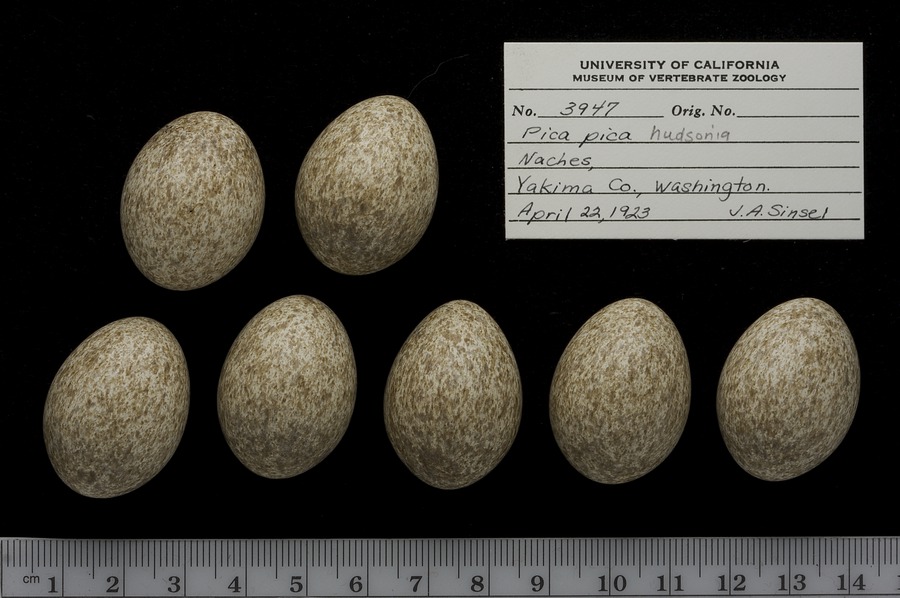 UNIVERSITY OF CALIFORNIA
MUSEUM OF VERTEBRATE ZOOLOGY
No. 3947 Orig. No.
Pica pica hudsonia
Naches,
Yakima Co., Washington.
April 22, 1923 J.A. Sinsel
cm 1 2 3 4 5 6 7 8 9 10 11 12 13 14